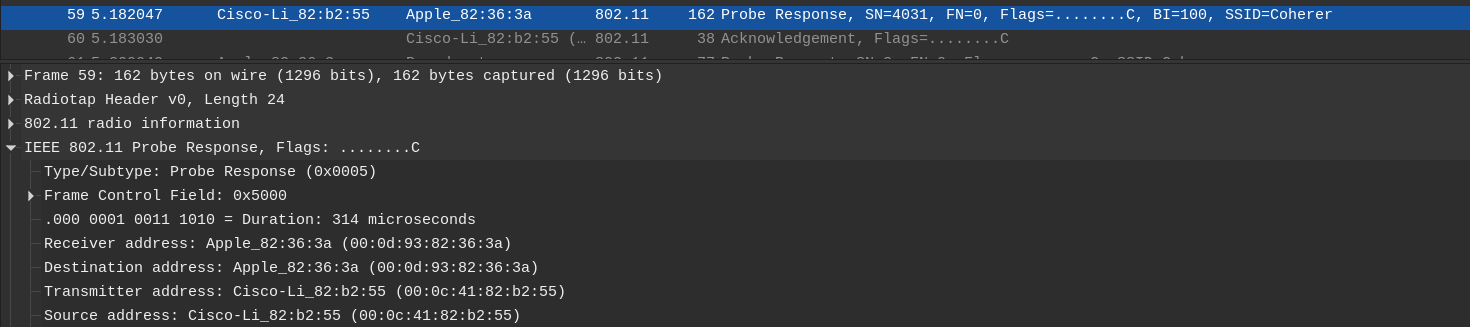 59 5.182047 Cisco-Li_82:b2:55 Apple_82:36:3a 802.11 162 Probe Response, SN=4031, FN=0, Flags=........C, BI=100, SSID=Coherer
60 5.183030 Cisco-Li_82:b2:55 (… 802.11 38 Acknowledgement, Flags=........C
Frame 59: 162 bytes on wire (1296 bits), 162 bytes captured (1296 bits)
Radiotap Header v0, Length 24
802.11 radio information
IEEE 802.11 Probe Response, Flags: ........C
Type/Subtype: Probe Response (0x0005)
Frame Control Field: 0x5000
.000 0001 0011 1010 = Duration: 314 microseconds
Receiver address: Apple_82:36:3a (00:0d:93:82:36:3a)
Destination address: Apple_82:36:3a (00:0d:93:82:36:3a)
Transmitter address: Cisco-Li_82:b2:55 (00:0c:41:82:b2:55)
Source address: Cisco-Li_82:b2:55 (00:0c:41:82:b2:55)